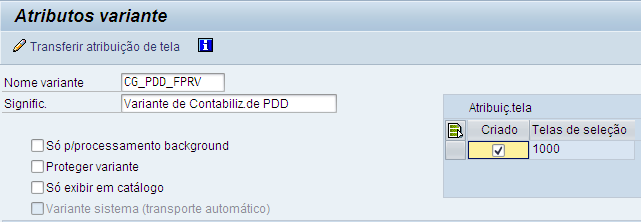 Atributos variante
Transferir atribuição de tela
Nome variante CG_PDD_FPRV
Signific. Variante de Contabiliz.de PDD
Atribuiç.tela
Criado Telas de seleção
1000
Só p/processamento background
Proteger variante
Só exibir em catálogo
Variante sistema (transporte automático)